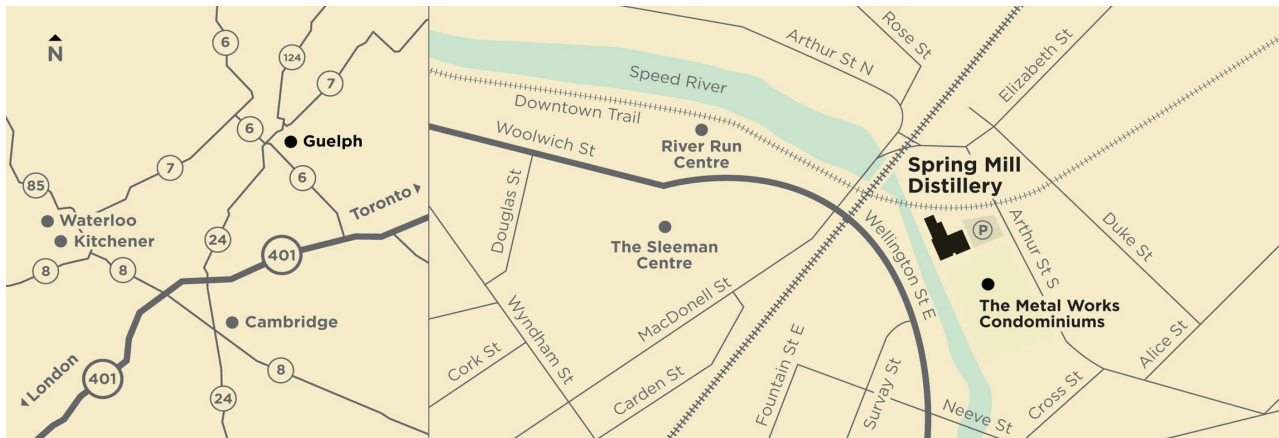 N
6
124
7
6
Guelph
7
6
85
Waterloo
Kitchener
Toronto
24
401
8
8
Cambridge
401
London
8
24
Rose St
Arthur St N
Elizabeth St
Speed River
Downtown Trail
Woolwich St
River Run
Centre
Spring Mill
Distillery
Douglas St
The Sleeman
Centre
Wellington St E
P
Arthur St S
Duke St
MacDonell St
The Metal Works
Condominiums
Wyndham St
Cork St
Carden St
Fountain St E
Survay St
Alice St
Cross St
Neeve St